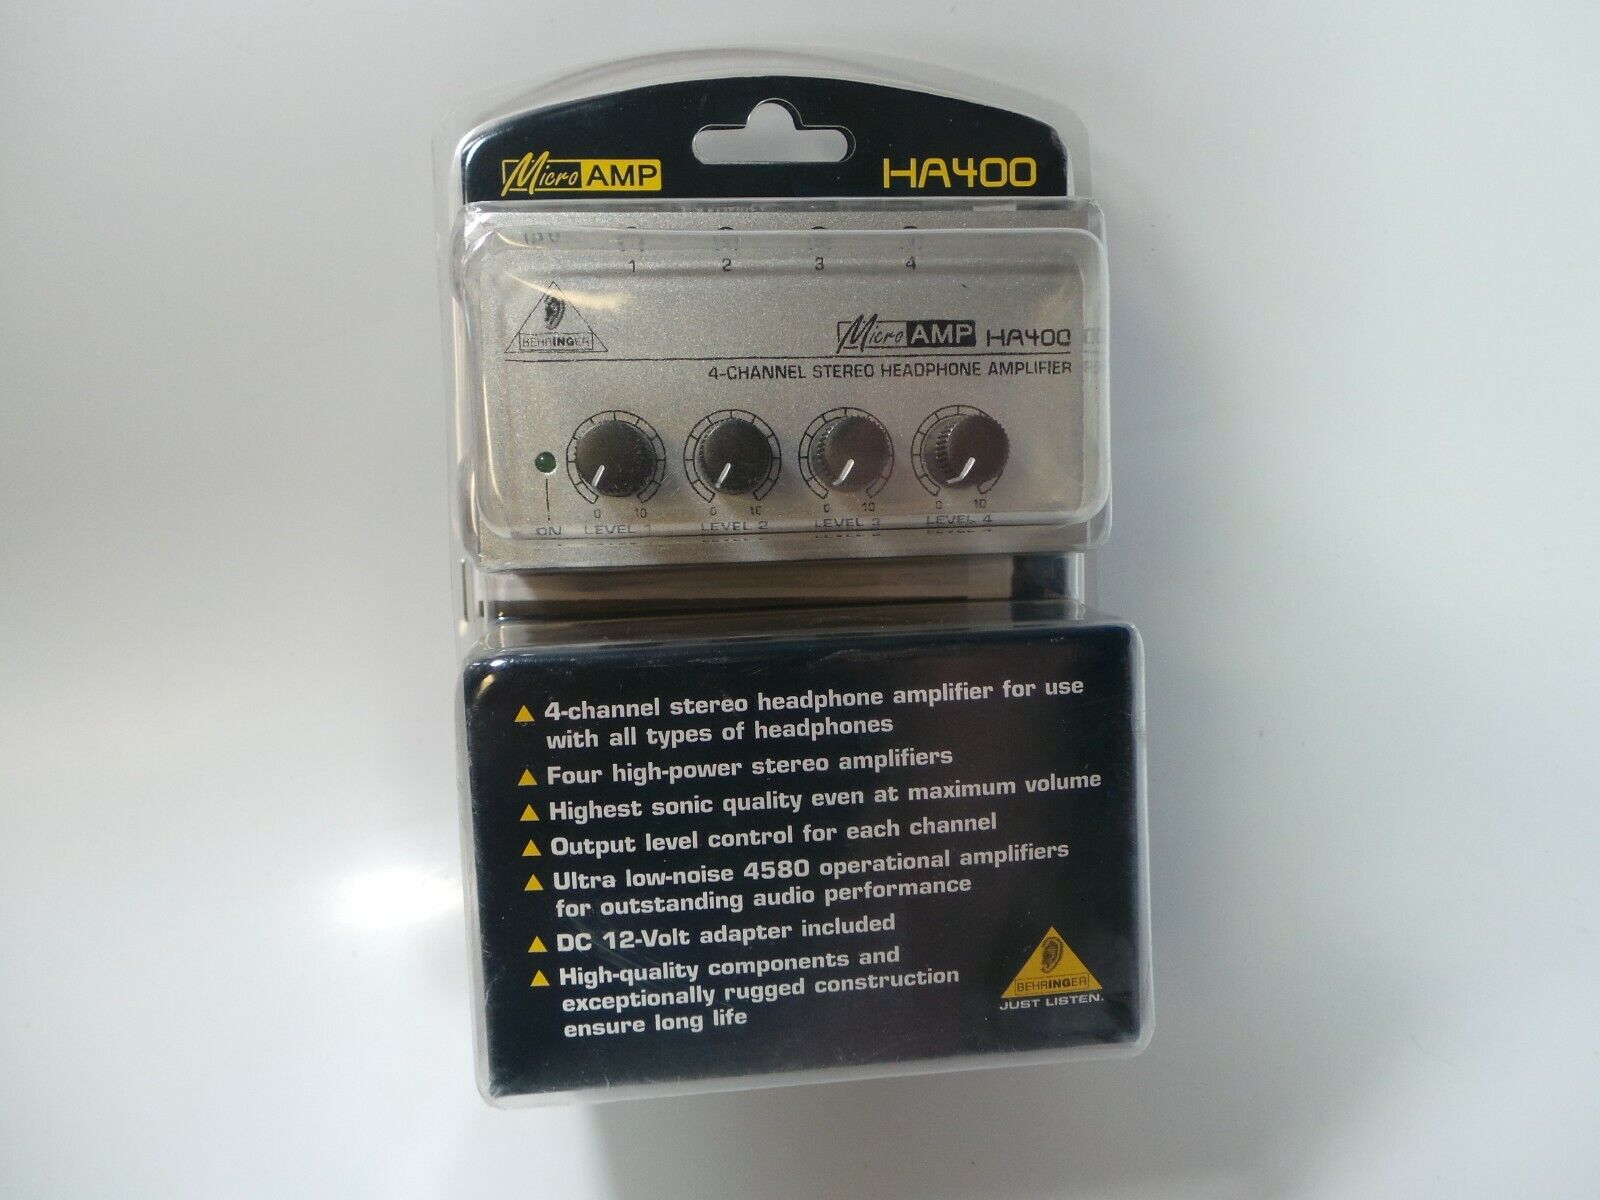 Micro AMP HA400
1 2 3 4
BEHRINGER
Micro AMP HA400
4-CHANNEL STEREO HEADPHONE AMPLIFIER
0 10 0 10 0 10 0 10
ON LEVEL 1 LEVEL 2 LEVEL 3 LEVEL 4
4-channel stereo headphone amplifier for use
with all types of headphones
Four high-power stereo amplifiers
Highest sonic quality even at maximum volume
Output level control for each channel
Ultra low-noise 4580 operational amplifiers
for outstanding audio performance
DC 12-Volt adapter included
High-quality components and
exceptionally rugged construction
ensure long life
BEHRINGER
JUST LISTEN.